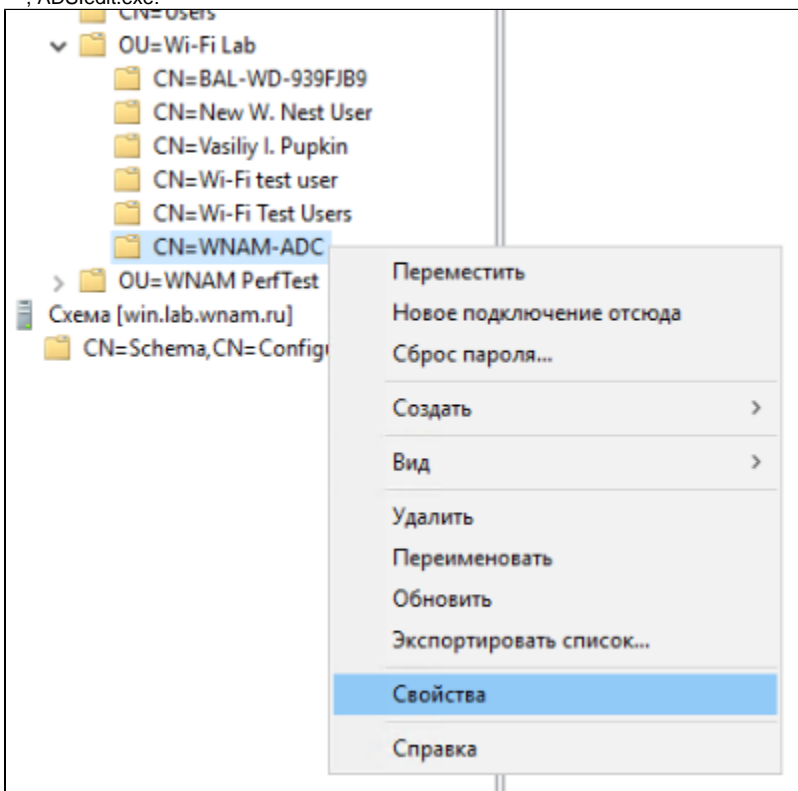 , ADSIedit.exe.
CN=Users
OU=Wi-Fi Lab
CN=BAL-WD-939FJB9
CN=New W. Nest User
CN=Vasiliy I. Pupkin
CN=Wi-Fi test user
CN=Wi-Fi Test Users
CN=WNAM-ADC
OU=WNAM PerfTest
Схема [win.lab.wnam.ru]
CN=Schema,CN=Configu
Переместить
Новое подключение отсюда
Сброс пароля...
Создать
Вид
Удалить
Переименовать
Обновить
Экспортировать список...
Свойства
Справка